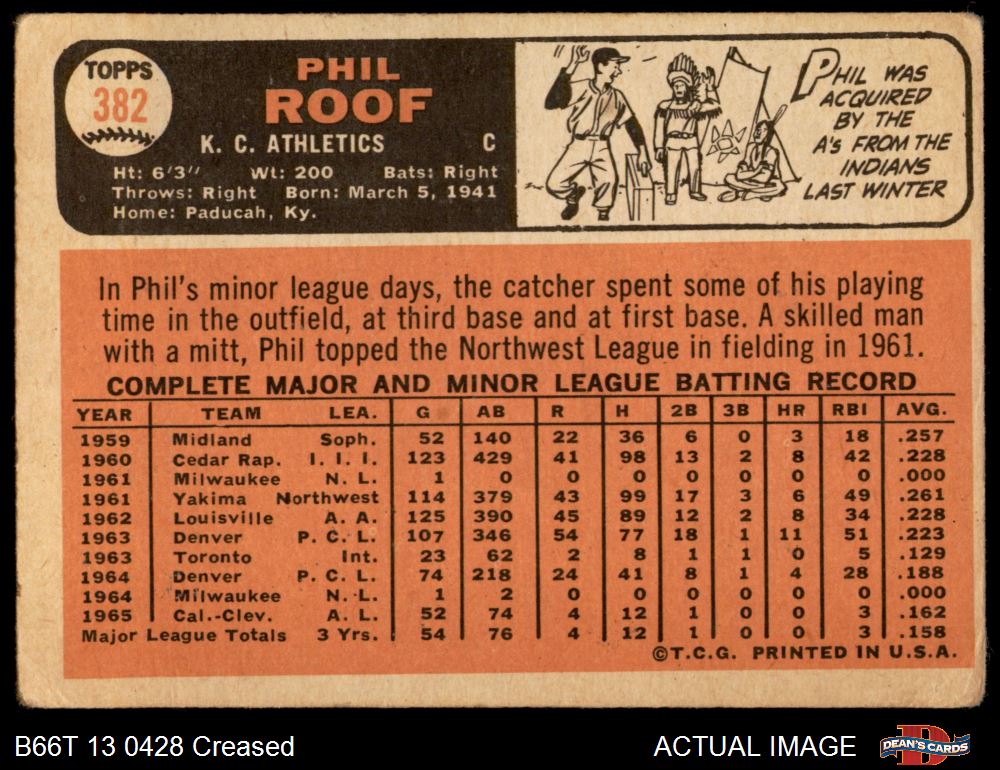 TOPPS
382
PHIL
ROOF
K. C. ATHLETICS C
Ht: 6'3" Wt: 200 Bats: Right
Throws: Right Born: March 5, 1941
Home: Paducah, Ky.
PHIL WAS
ACQUIRED
BY THE
A's FROM THE
INDIANS
LAST WINTER
In Phil's minor league days, the catcher spent some of his playing
time in the outfield, at third base and at first base. A skilled man
with a mitt, Phil topped the Northwest League in fielding in 1961.
COMPLETE MAJOR AND MINOR LEAGUE BATTING RECORD
YEAR TEAM LEA. G AB R H 2B 3B HR RBI AVG.
1959 Midland Soph. 52 140 22 36 6 0 3 18 .257
1960 Cedar Rap. I. I. I. 123 429 41 98 13 2 8 42 .228
1961 Milwaukee N. L. 1 0 0 0 0 0 0 0 .000
1961 Yakima Northwest 114 379 43 99 17 3 6 49 .261
1962 Louisville A. A. 125 390 45 89 12 2 8 34 .228
1963 Denver P. C. L. 107 346 54 77 18 1 11 51 .223
1963 Toronto Int. 23 62 2 8 1 1 0 5 .129
1964 Denver P. C. L. 74 218 24 41 8 1 4 28 .188
1964 Milwaukee N. L. 1 2 0 0 0 0 0 0 .000
1965 Cal.-Clev. A. L. 52 74 4 12 1 0 0 3 .162
Major League Totals 3 Yrs. 54 76 4 12 1 0 0 3 .158
©T.C.G. PRINTED IN U.S.A.
B66T 13 0428 Creased
ACTUAL IMAGE
D
DEAN'S CARDS